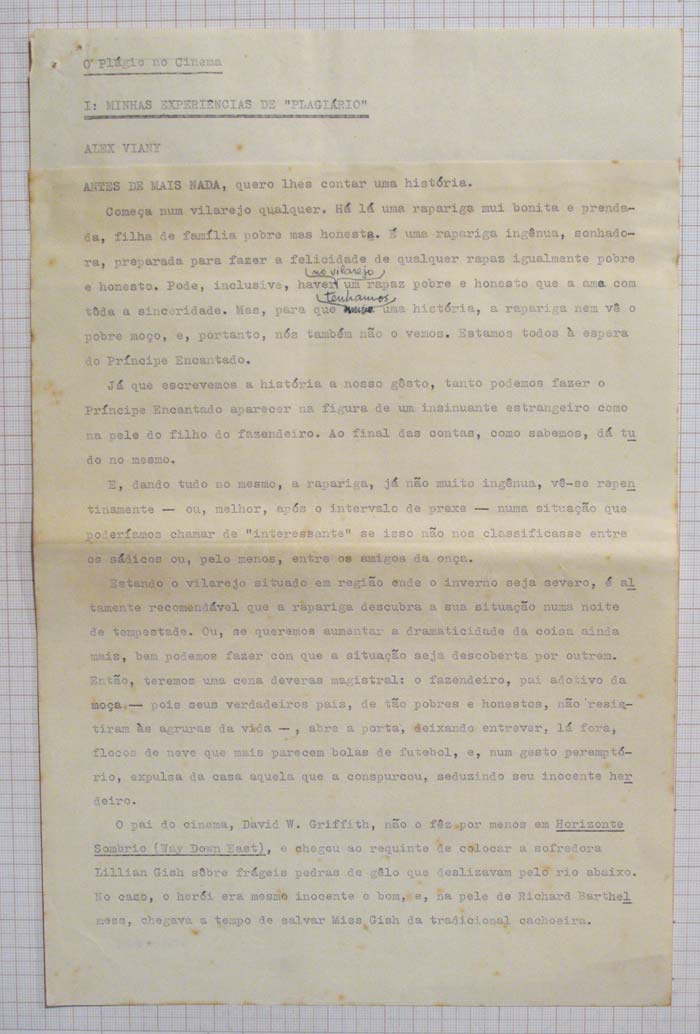 O Plágio no Cinema
I: MINHAS EXPERIÊNCIAS DE "PLAGIÁRIO"
ALEX VIANY
ANTES DE MAIS NADA, quero lhes contar uma história.
Começa num vilarejo qualquer. Há lá uma rapariga mui bonita e prenda-
da, filha de família pobre mas honesta. É uma rapariga ingênua, sonhado-
ra, preparada para fazer a felicidade de qualquer rapaz igualmente pobre
no vilarejo
e honesto. Pode, inclusive, haver um rapaz pobre e honesto que a ame com
tenhamos
tôda a sinceridade. Mas, para que uma história, a rapariga nem vê o
pobre moço, e, portanto, nós também não o vemos. Estamos todos à espera
do Príncipe Encantado.
Já que escrevemos a história a nosso gôsto, tanto podemos fazer o
Príncipe Encantado aparecer na figura de um insinuante estrangeiro como
na pele do filho do fazendeiro. Ao final das contas, como sabemos, dá tu
do no mesmo.
E, dando tudo no mesmo, a rapariga, já não muito ingênua, vê-se repen
tinamente — ou, melhor, após o intervalo de praxe — numa situação que
poderíamos chamar de "interessante" se isso não nos classificasse entre
os sádicos ou, pelo menos, entre os amigos da onça.
Estando o vilarejo situado em região onde o inverno seja severo, é al
tamente recomendável que a rapariga descubra a sua situação numa noite
de tempestade. Ou, se queremos aumentar a dramaticidade da coisa ainda
mais, bem podemos fazer com que a situação seja descoberta por outrem.
Então, teremos uma cena deveras magistral: o fazendeiro, pai adotivo da
moça — pois seus verdadeiros pais, de tão pobres e honestos, não resis-
tiram às agruras da vida —, abre a porta, deixando entrever, lá fora,
flocos de neve que mais parecem bolas de futebol, e, num gesto peremptó-
rio, expulsa da casa aquela que a conspurcou, seduzindo seu inocente her
deiro.
O pai do cinema, David W. Griffith, não o fêz por menos em Horizonte
Sombrio (Way Down East), e chegou ao requinte de colocar a sofredora
Lillian Gish sôbre frágeis pedras de gêlo que deslizavam pelo rio abaixo.
No caso, o herói era mesmo inocente e bom, e, na pele de Richard Barthel
mess, chegava a tempo de salvar Miss Gish da tradicional cachoeira.